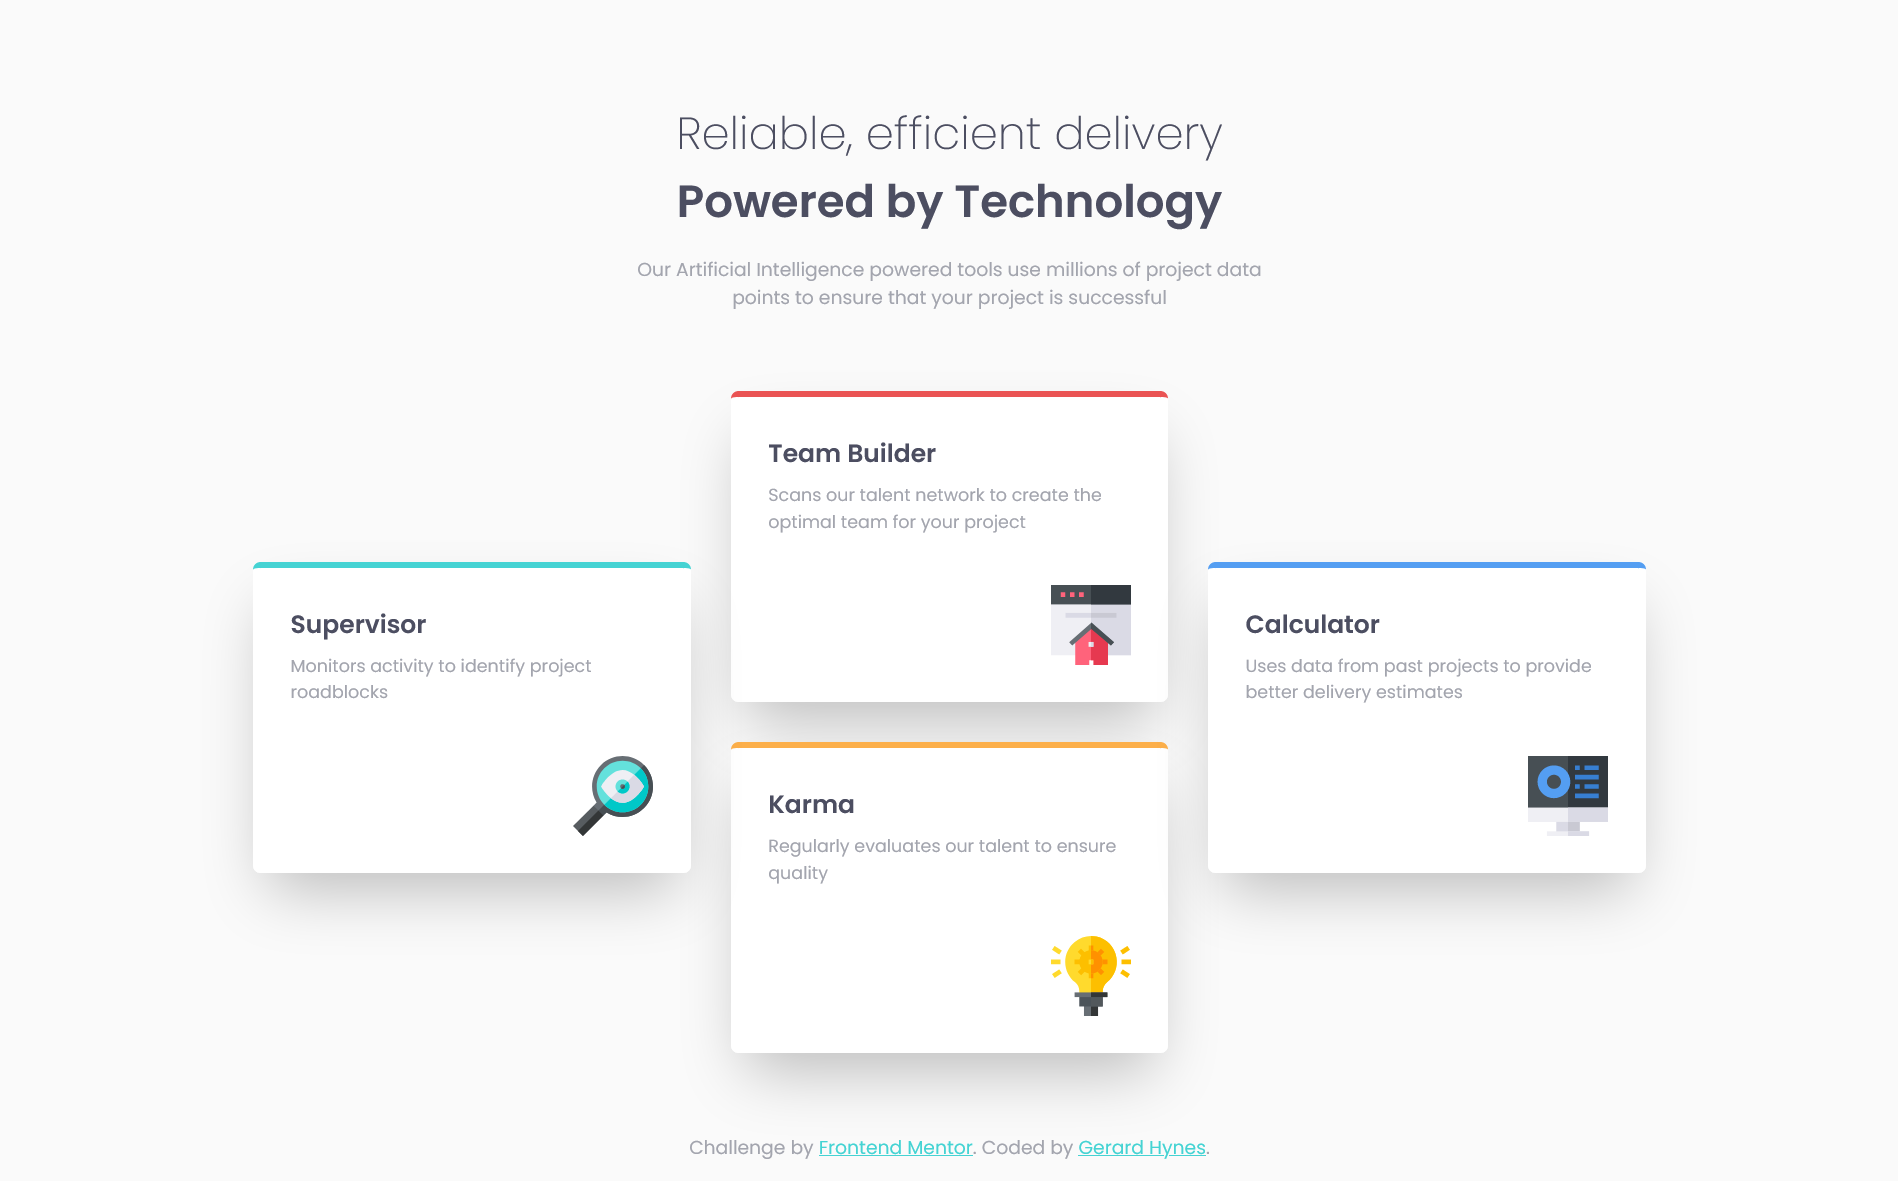 Reliable, efficient delivery
Powered by Technology
Our Artificial Intelligence powered tools use millions of project data
points to ensure that your project is successful
Team Builder
Scans our talent network to create the
optimal team for your project
Supervisor
Monitors activity to identify project
roadblocks
Calculator
Uses data from past projects to provide
better delivery estimates
Karma
Regularly evaluates our talent to ensure
quality
Challenge by Frontend Mentor. Coded by Gerard Hynes.